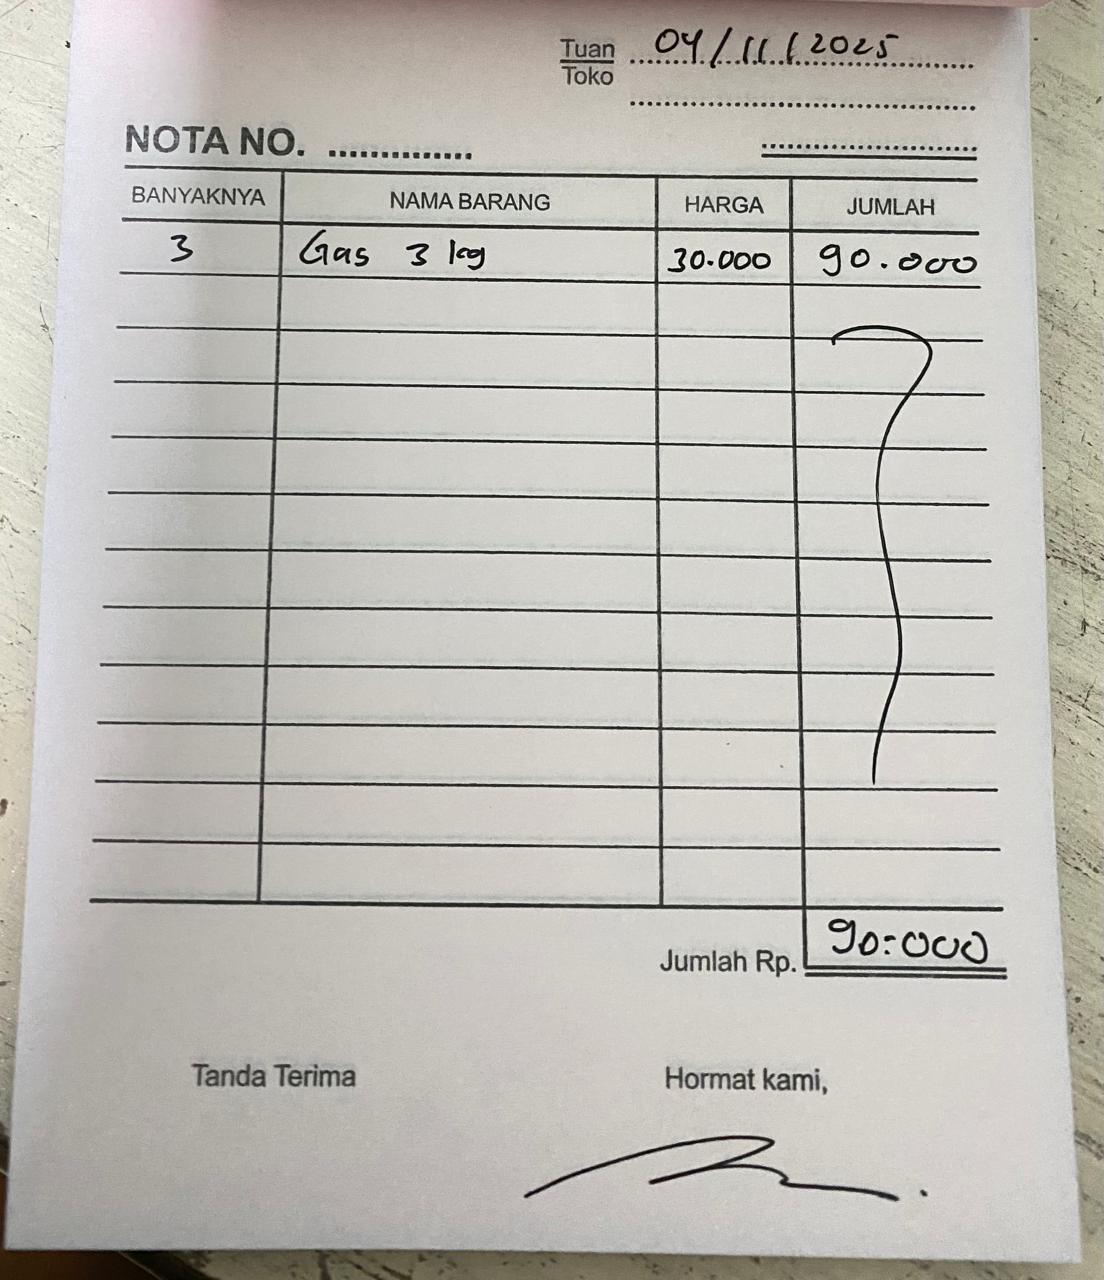 Tuan 04/11/2025
Toko
NOTA NO. ..............
BANYAKNYA NAMA BARANG HARGA JUMLAH
3 Gas 3 kg 30.000 90.000
Jumlah Rp. 90.000
Tanda Terima Hormat kami,